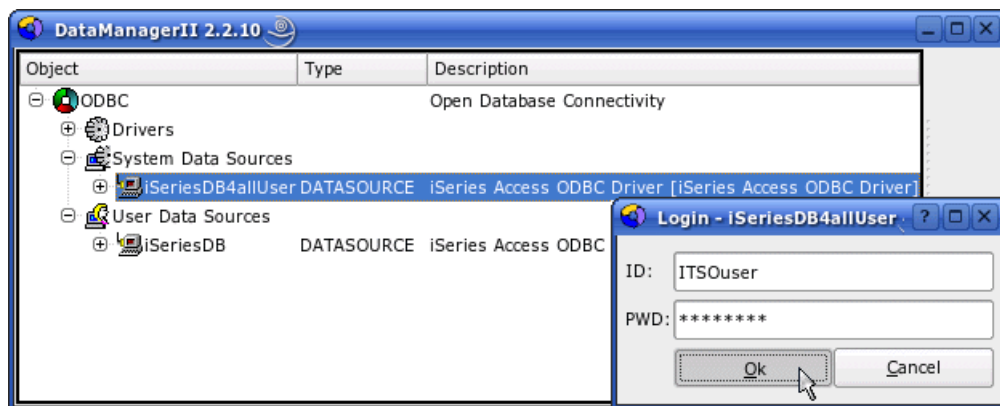 DataManagerII 2.2.10
Object Type Description
ODBC Open Database Connectivity
Drivers
System Data Sources
iSeriesDB4allUser DATASOURCE iSeries Access ODBC Driver [iSeries Access ODBC Driver]
User Data Sources
iSeriesDB DATASOURCE iSeries Access ODBC
Login - iSeriesDB4allUser
ID: ITSOuser
PWD: ********
Ok Cancel